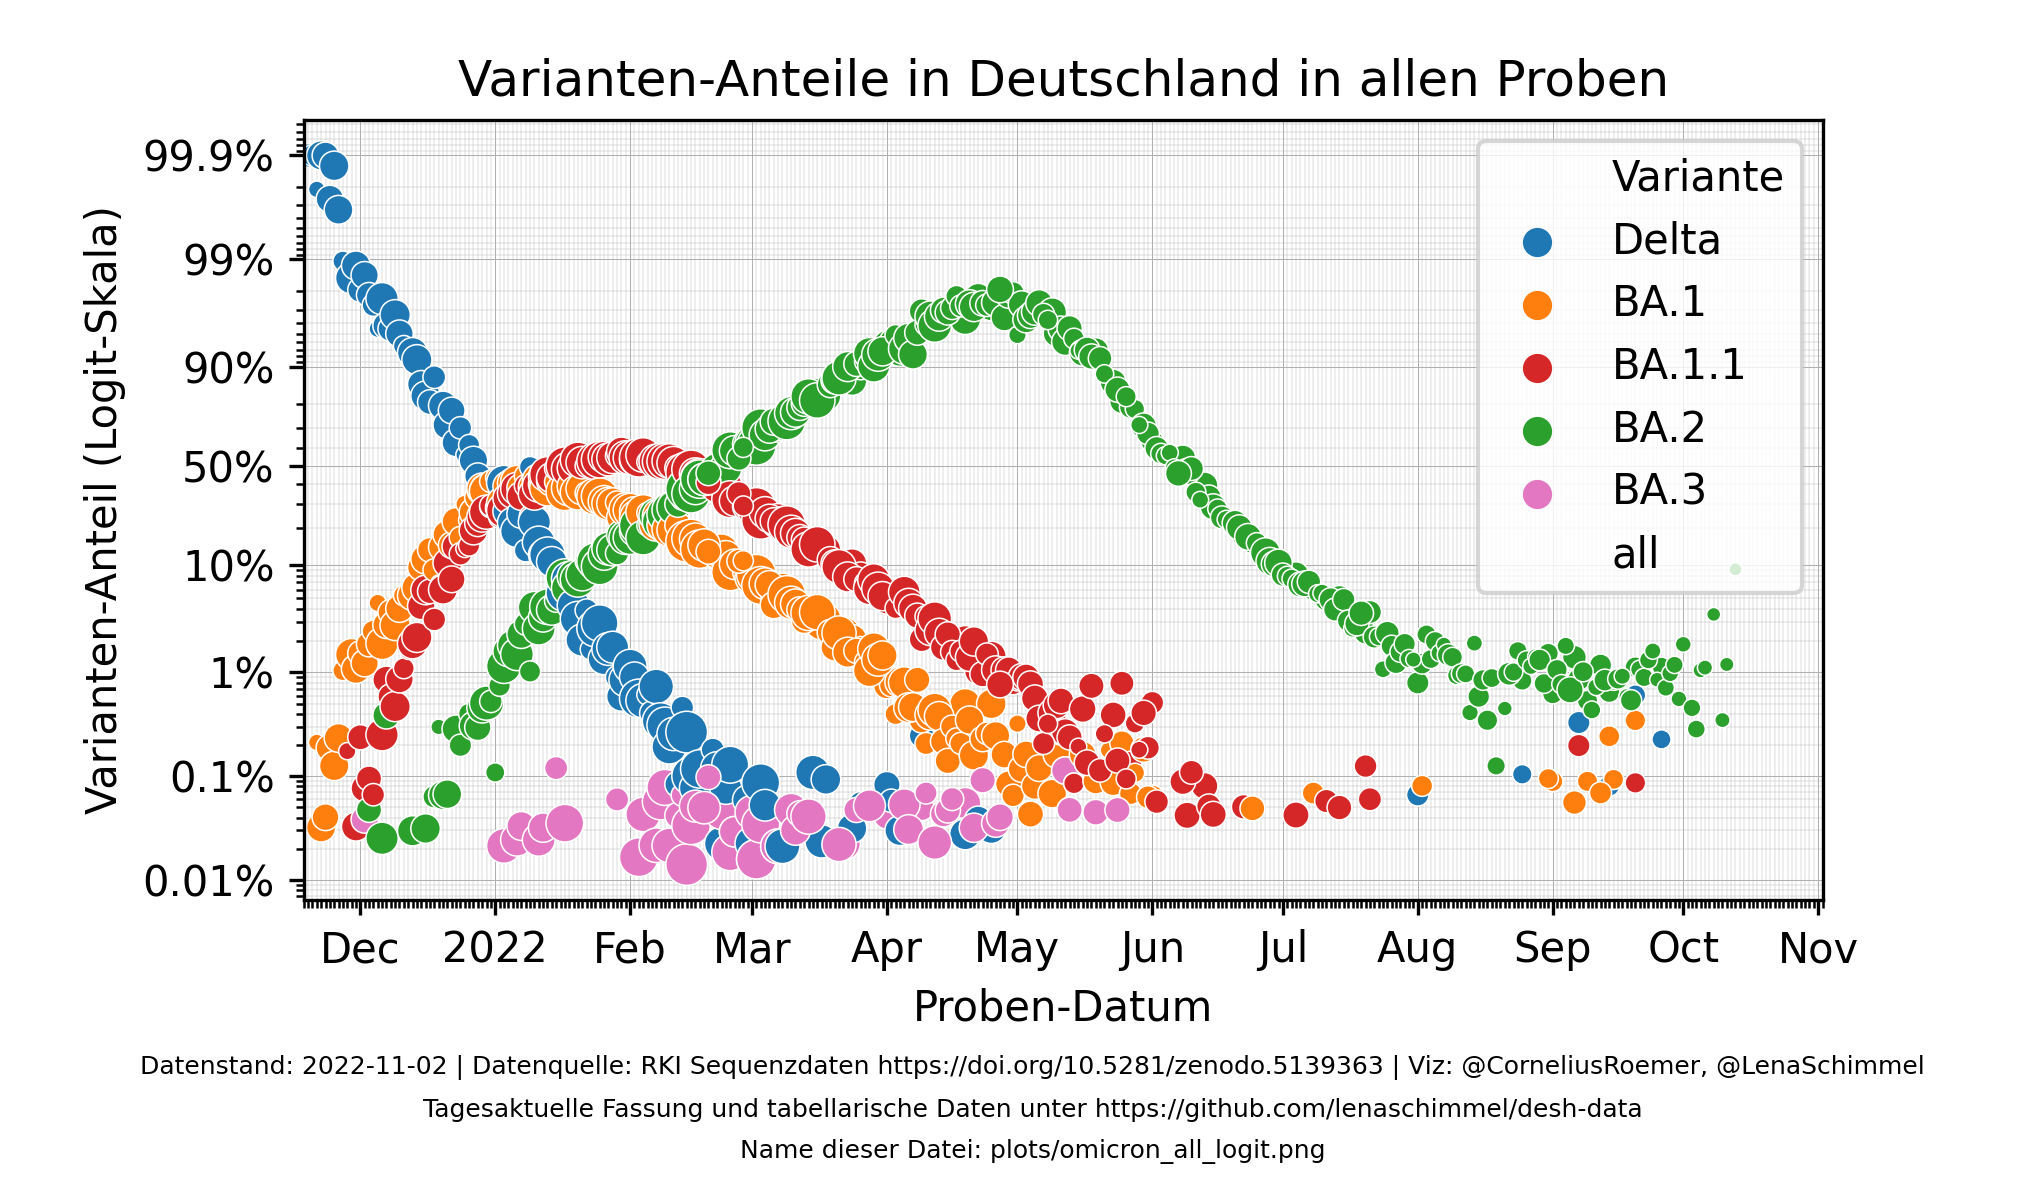 Varianten-Anteile in Deutschland in allen Proben
Varianten-Anteil (Logit-Skala)
99.9%
99%
90%
50%
10%
1%
0.1%
0.01%
Variante
Delta
BA.1
BA.1.1
BA.2
BA.3
all
Dec 2022 Feb Mar Apr May Jun Jul Aug Sep Oct Nov
Proben-Datum
Datenstand: 2022-11-02 | Datenquelle: RKI Sequenzdaten https://doi.org/10.5281/zenodo.5139363 | Viz: @CorneliusRoemer, @LenaSchimmel
Tagesaktuelle Fassung und tabellarische Daten unter https://github.com/lenaschimmel/desh-data
Name dieser Datei: plots/omicron_all_logit.png